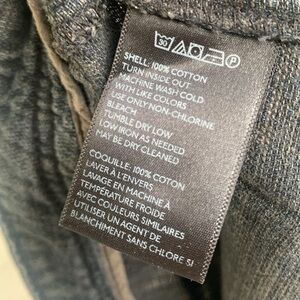 30 P
SHELL: 100% COTTON
TURN INSIDE OUT
MACHINE WASH COLD
WITH LIKE COLORS
USE ONLY NON-CHLORINE
BLEACH
TUMBLE DRY LOW
LOW IRON AS NEEDED
MAY BE DRY CLEANED
COQUILLE: 100% COTON
LAVER À L'ENVERS
LAVAGE EN MACHINE À
TEMPÉRATURE FROIDE
AVEC COULEURS SIMILAIRES
UTILISER UN AGENT DE
BLANCHIMENT SANS CHLORE SI